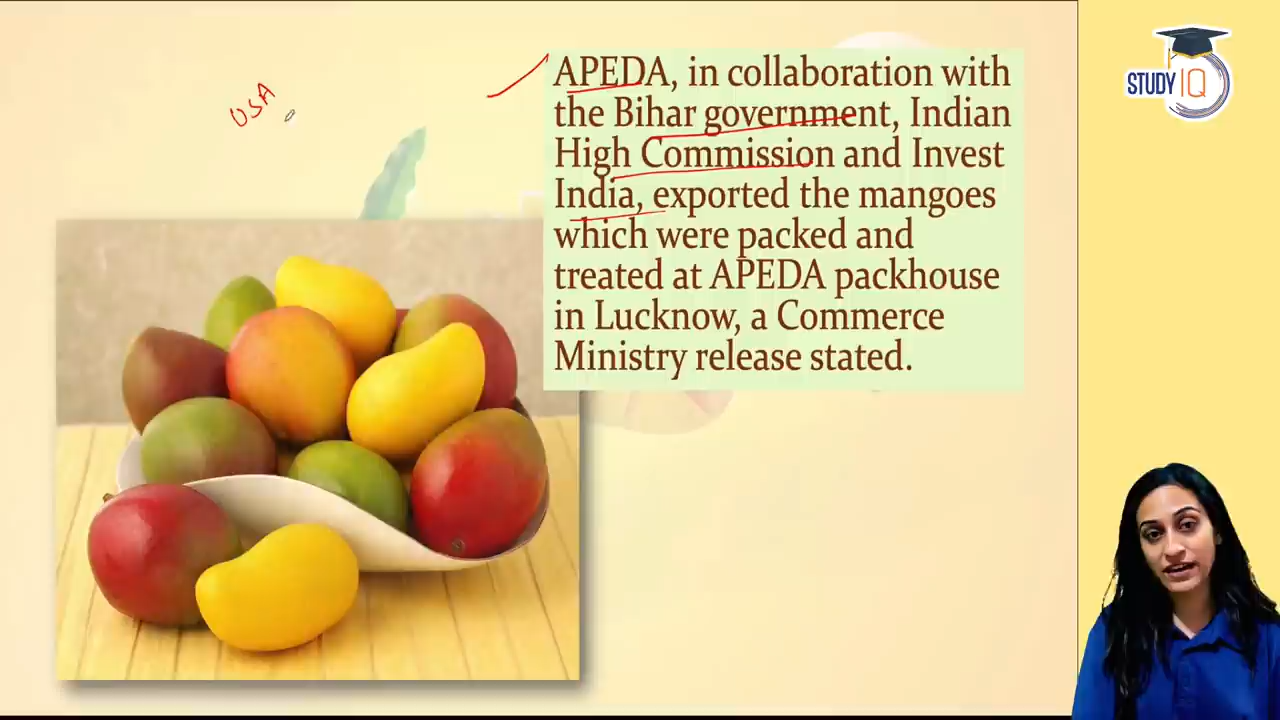 APEDA, in collaboration with
the Bihar government, Indian
High Commission and Invest
India, exported the mangoes
which were packed and
treated at APEDA packhouse
in Lucknow, a Commerce
Ministry release stated.
USA
STUDY IQ